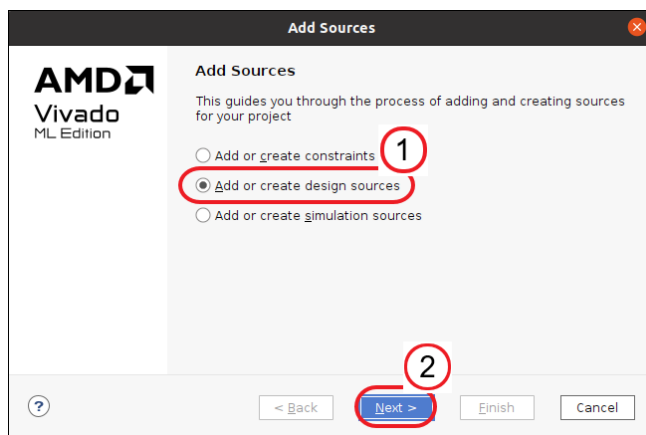 Add Sources
AMD
Vivado
ML Edition
Add Sources
This guides you through the process of adding and creating sources
for your project
Add or create constraints
1
Add or create design sources
Add or create simulation sources
2
?
< Back
Next >
Finish
Cancel